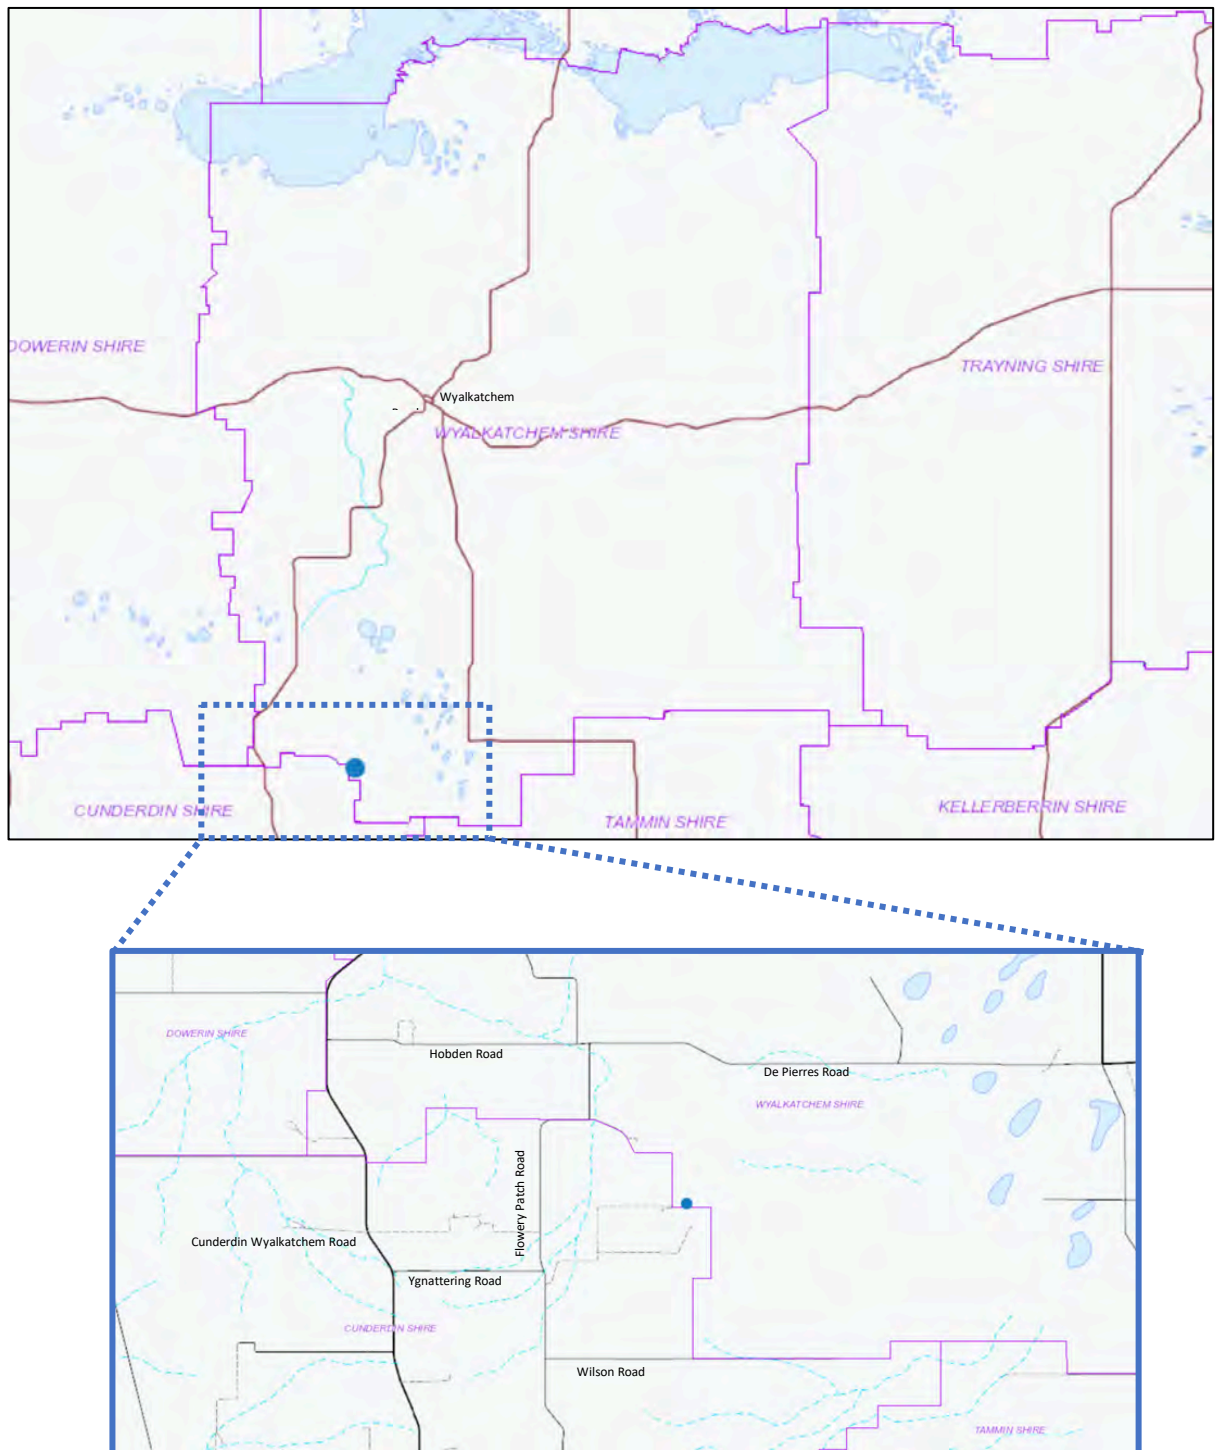 DOWERIN SHIRE
TRAYNING SHIRE
Wyalkatchem
WYALKATCHEM SHIRE
CUNDERDIN SHIRE
TAMMIN SHIRE
KELLERBERRIN SHIRE
DOWERIN SHIRE
Hobden Road
De Pierres Road
WYALKATCHEM SHIRE
Flowery Patch Road
Cunderdin Wyalkatchem Road
Ygnattering Road
CUNDERDIN SHIRE
Wilson Road
TAMMIN SHIRE